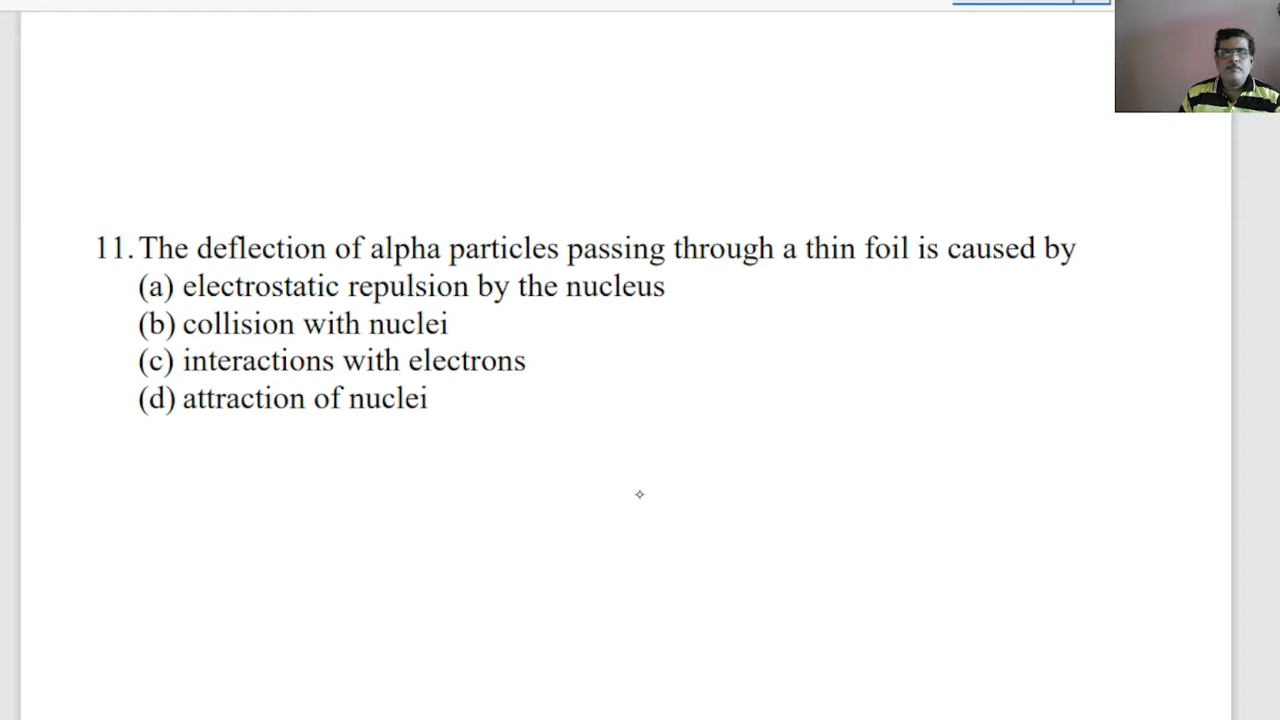 11. The deflection of alpha particles passing through a thin foil is caused by
(a) electrostatic repulsion by the nucleus
(b) collision with nuclei
(c) interactions with electrons
(d) attraction of nuclei